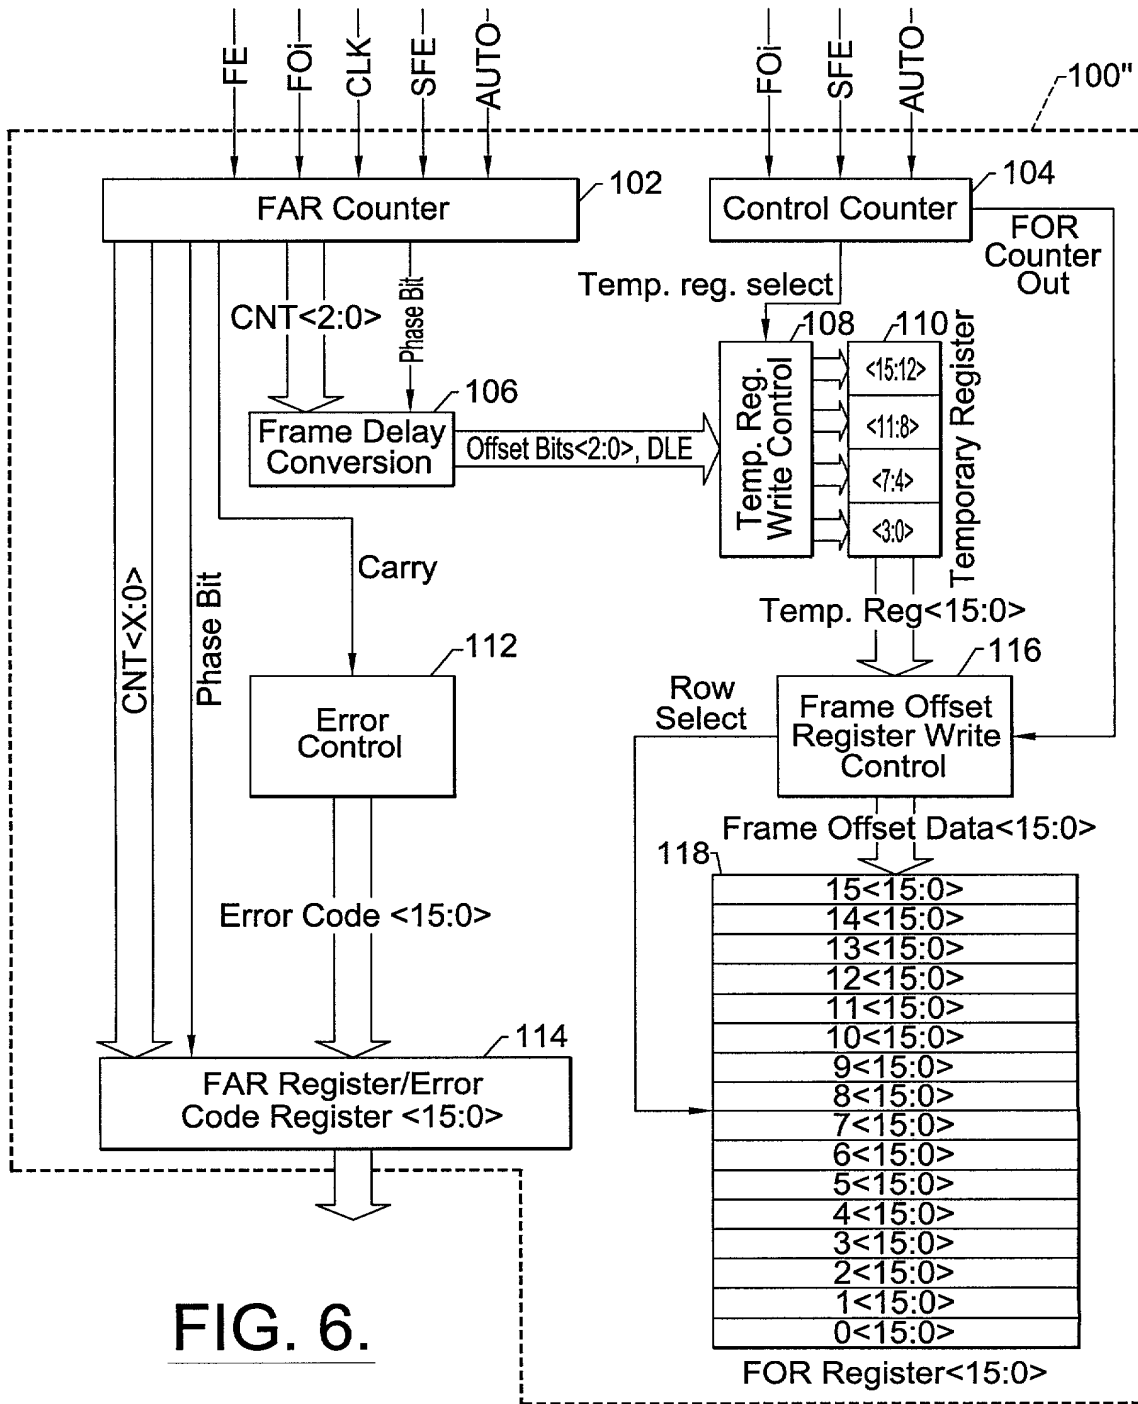 FE
FOi
CLK
SFE
AUTO
FOi
SFE
AUTO
100"
102
FAR Counter
104
Control Counter
FOR
Counter
Out
Temp. reg. select
CNT<2:0>
Phase Bit
106
Frame Delay
Conversion
Offset Bits<2:0>, DLE
108
Temp. Reg.
Write Control
110
<15:12>
<11:8>
<7:4>
<3:0>
Temporary Register
Carry
CNT<X:0>
Phase Bit
Temp. Reg<15:0>
112
Error
Control
116
Row
Select
Frame Offset
Register Write
Control
Frame Offset Data<15:0>
Error Code <15:0>
118
15<15:0>
14<15:0>
13<15:0>
12<15:0>
11<15:0>
10<15:0>
9<15:0>
8<15:0>
7<15:0>
6<15:0>
5<15:0>
4<15:0>
3<15:0>
2<15:0>
1<15:0>
0<15:0>
FOR Register<15:0>
114
FAR Register/Error
Code Register <15:0>
FIG. 6.